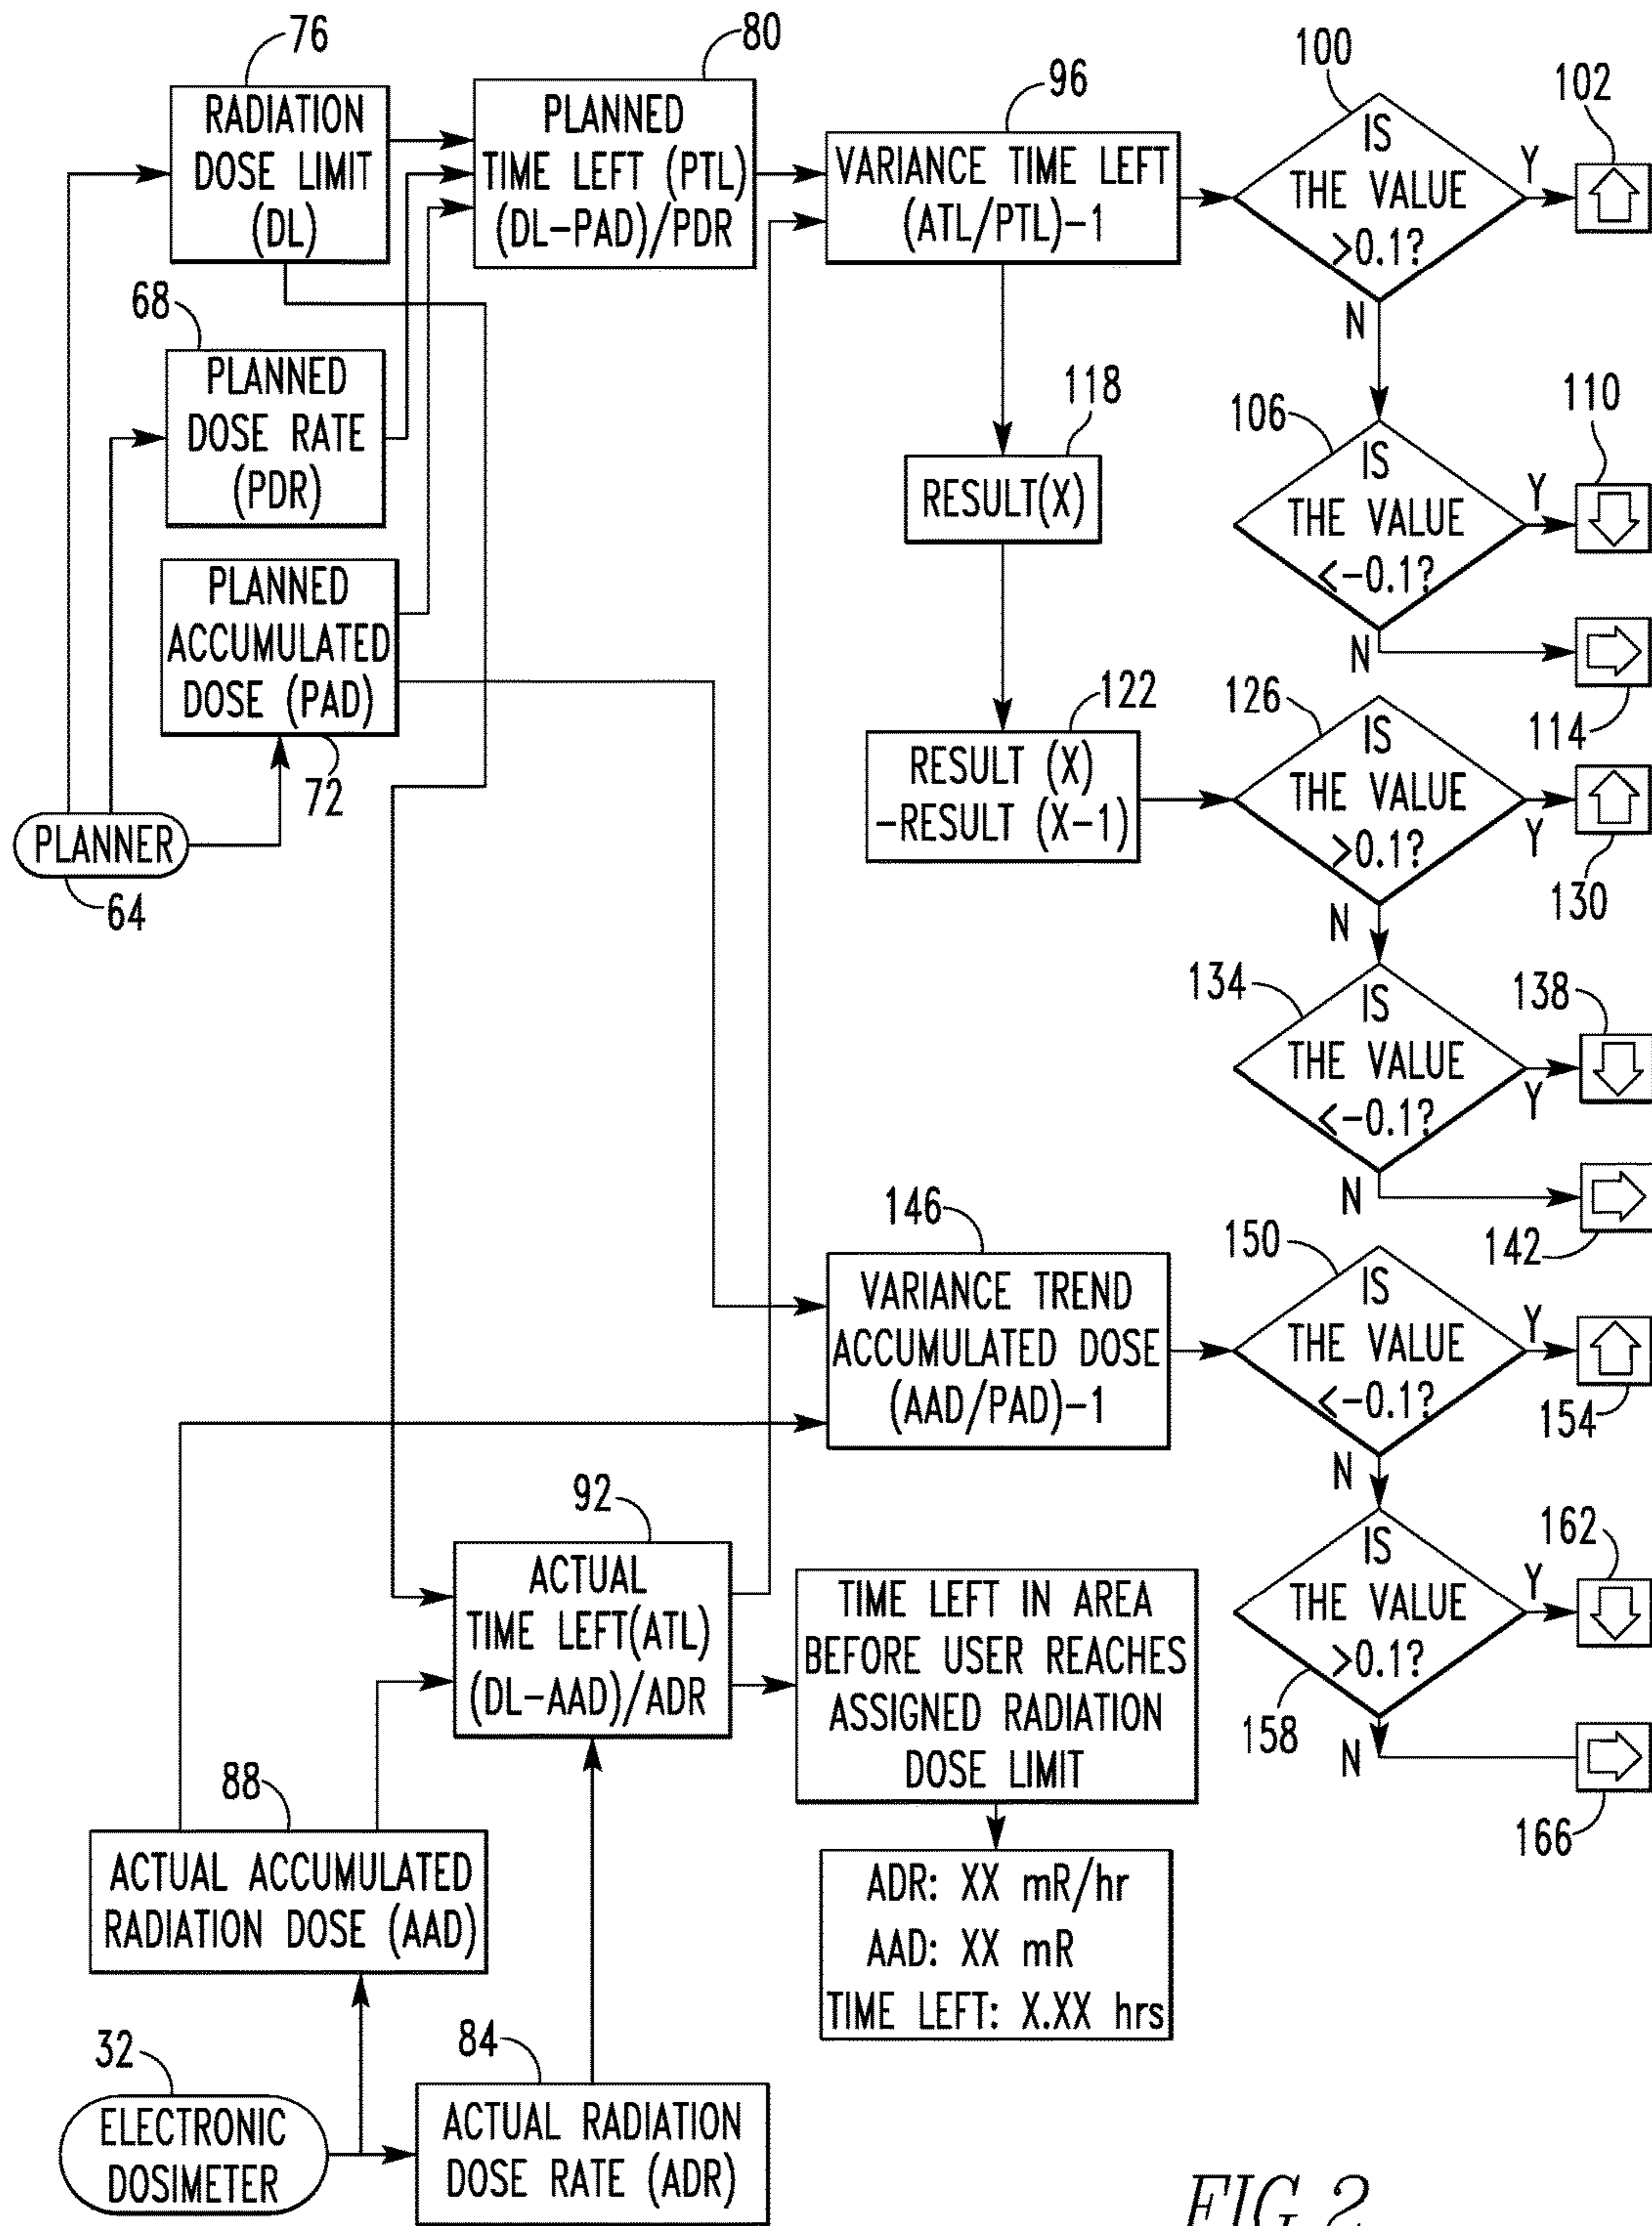 76
RADIATION
DOSE LIMIT
(DL)
80
PLANNED
TIME LEFT (PTL)
(DL-PAD)/PDR
96
VARIANCE TIME LEFT
(ATL/PTL)-1
100
IS
THE VALUE
>0.1?
Y
N
102
68
PLANNED
DOSE RATE
(PDR)
118
RESULT(X)
106
IS
THE VALUE
<-0.1?
Y
N
110
114
PLANNED
ACCUMULATED
DOSE (PAD)
72
PLANNER
64
122
RESULT (X)
-RESULT (X-1)
126
IS
THE VALUE
>0.1?
Y
N
130
134
IS
THE VALUE
<-0.1?
Y
N
138
142
146
VARIANCE TREND
ACCUMULATED DOSE
(AAD/PAD)-1
150
IS
THE VALUE
<-0.1?
Y
N
154
92
ACTUAL
TIME LEFT(ATL)
(DL-AAD)/ADR
TIME LEFT IN AREA
BEFORE USER REACHES
ASSIGNED RADIATION
DOSE LIMIT
IS
THE VALUE
>0.1?
158
Y
N
162
166
88
ACTUAL ACCUMULATED
RADIATION DOSE (AAD)
ADR: XX mR/hr
AAD: XX mR
TIME LEFT: X.XX hrs
32
ELECTRONIC
DOSIMETER
84
ACTUAL RADIATION
DOSE RATE (ADR)
FIG.2